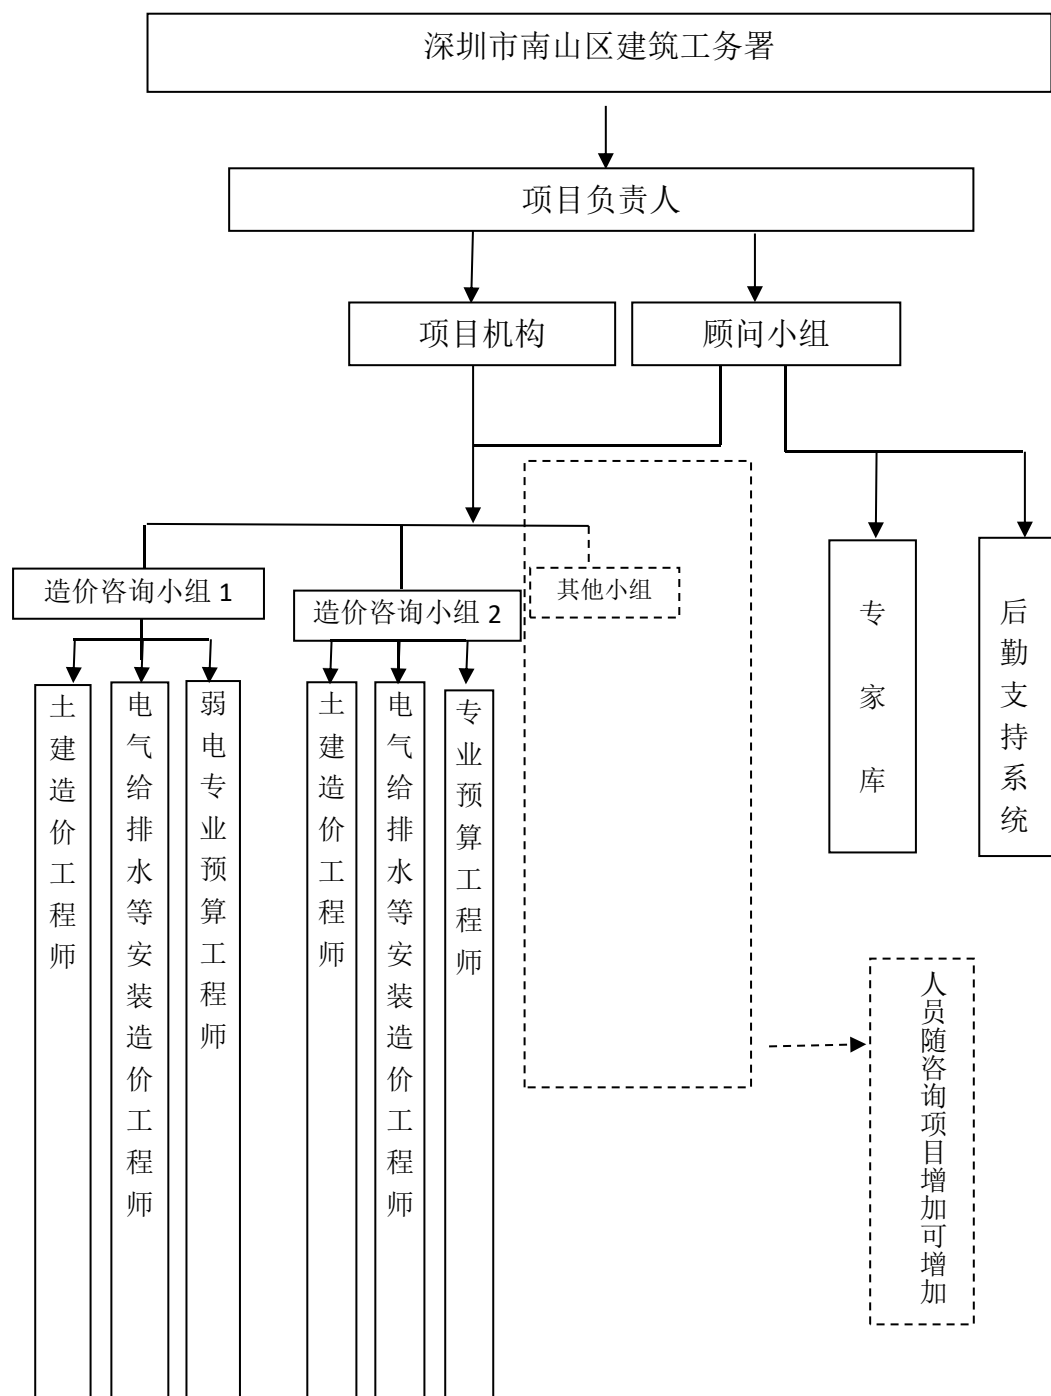 深圳市南山区建筑工务署
项目负责人
项目机构
顾问小组
造价咨询小组 1
造价咨询小组 2
其他小组
专家库
后勤支持系统
土建造价工程师
电气给排水等安装造价工程师
弱电专业预算工程师
土建造价工程师
电气给排水等安装造价工程师
专业预算工程师
人员随咨询项目增加可增加